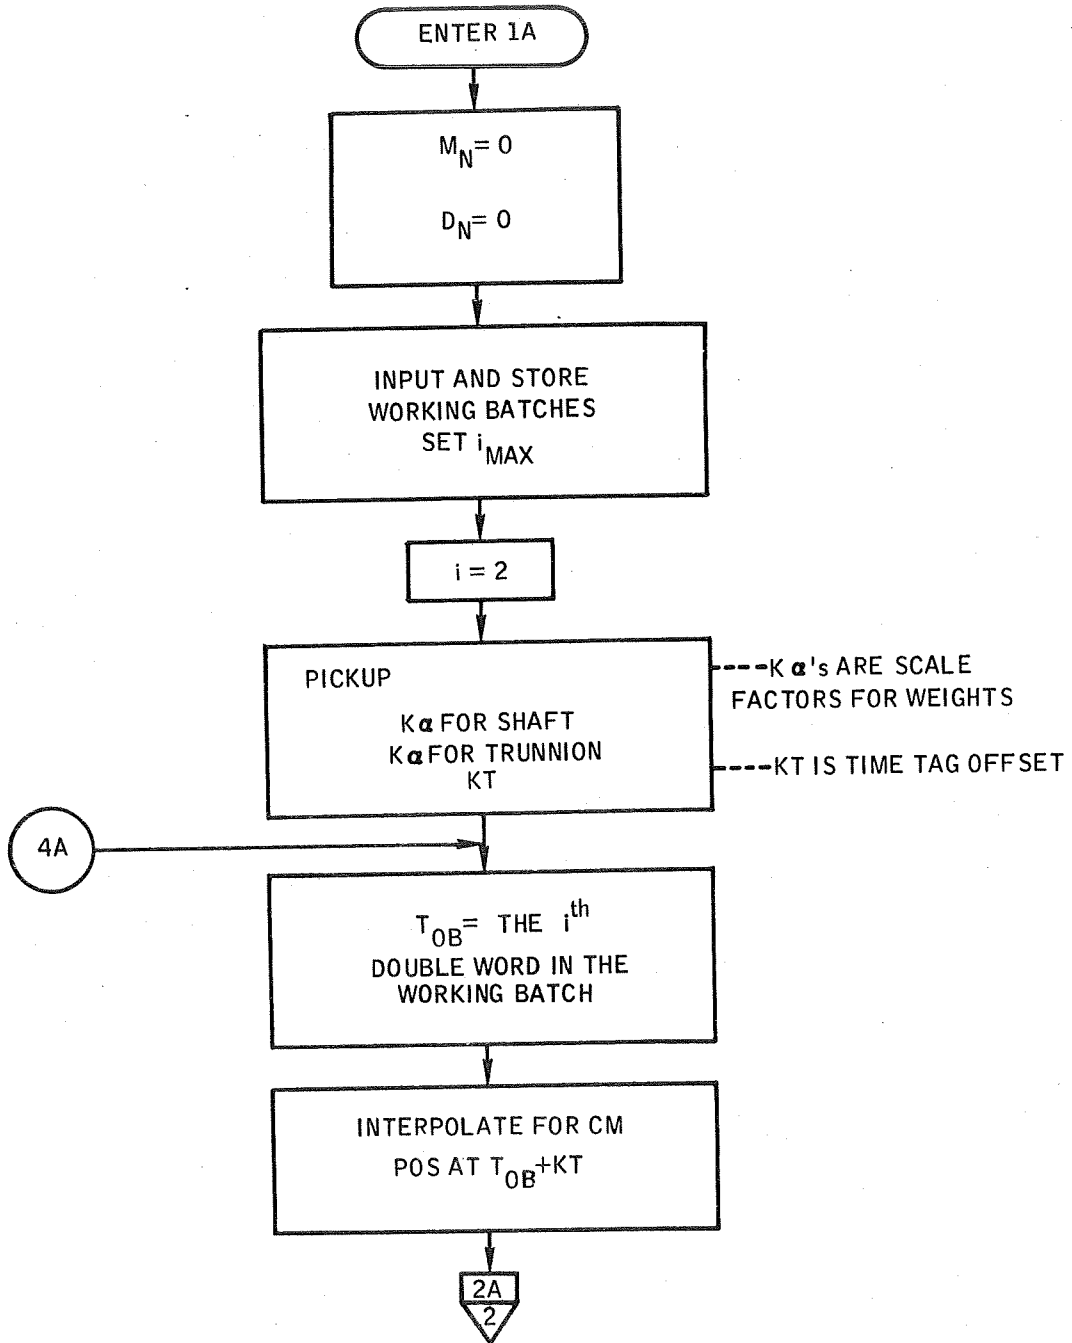 ENTER 1A
M_N = 0
D_N = 0
INPUT AND STORE
WORKING BATCHES
SET i_MAX
i = 2
PICKUP
Kα FOR SHAFT
Kα FOR TRUNNION
KT
----Kα's ARE SCALE
FACTORS FOR WEIGHTS
----KT IS TIME TAG OFFSET
4A
T_OB = THE i^th
DOUBLE WORD IN THE
WORKING BATCH
INTERPOLATE FOR CM
POS AT T_OB+KT
2A
2